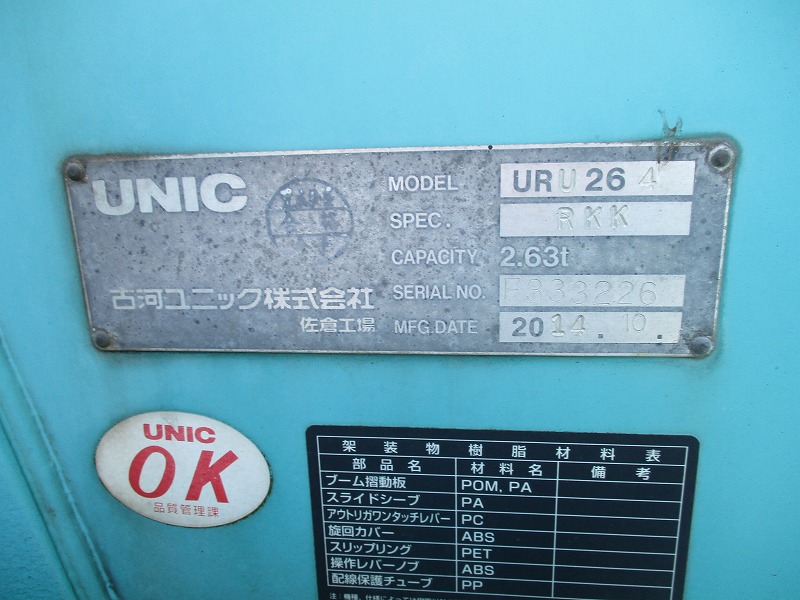 UNIC
MODEL URU264
SPEC. RKK
CAPACITY 2.63t
古河ユニック株式会社
SERIAL NO.
佐倉工場
MFG.DATE 2014.10.
UNIC
OK
品質管理課
架装物樹脂材料表
部品名 材料名 備考
ブーム摺動板 POM, PA
スライドシーブ PA
アウトリガワンタッチレバー PC
旋回カバー ABS
スリップリング PET
操作レバーノブ ABS
配線保護チューブ PP